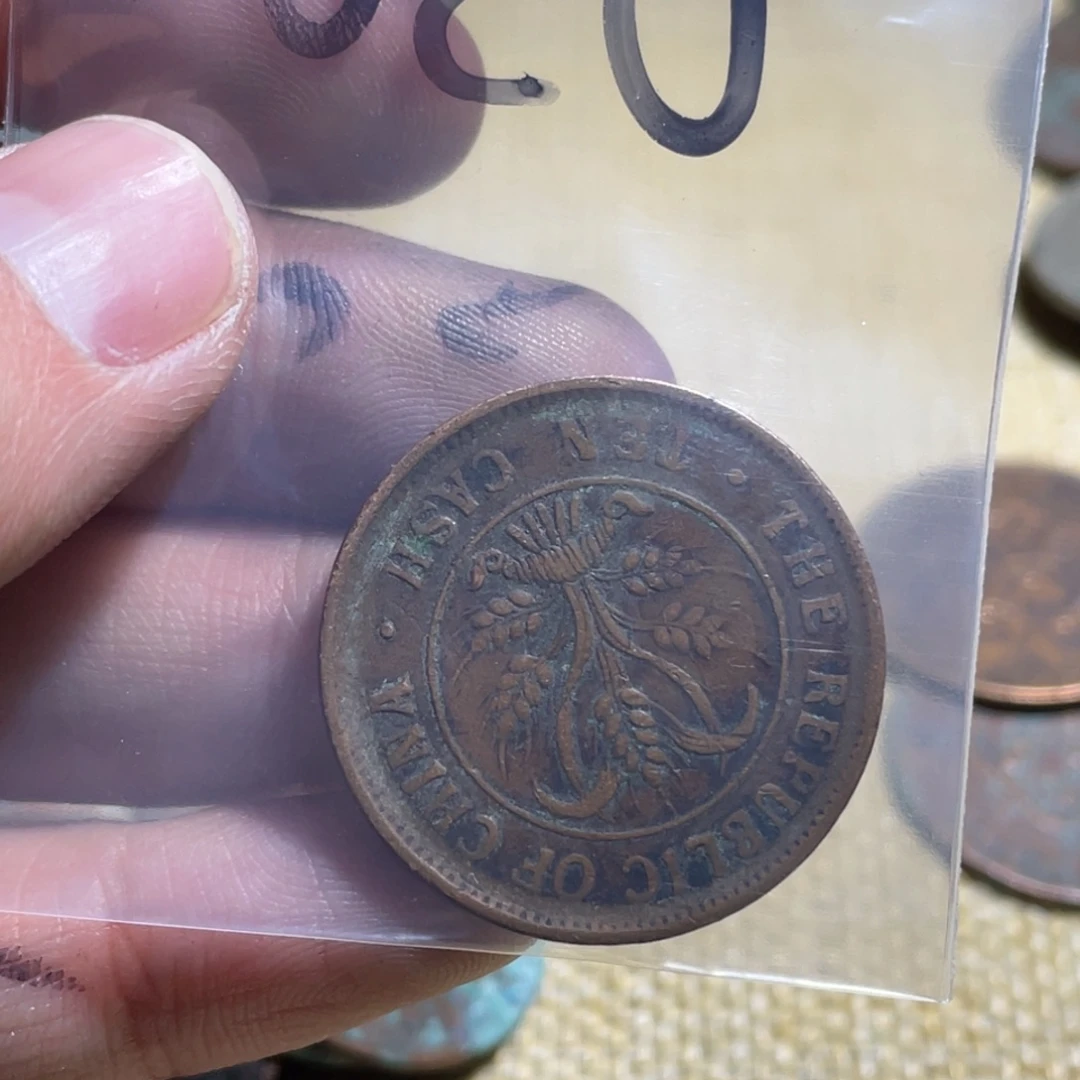 THE REPUBLIC OF CHINA
TEN CASH